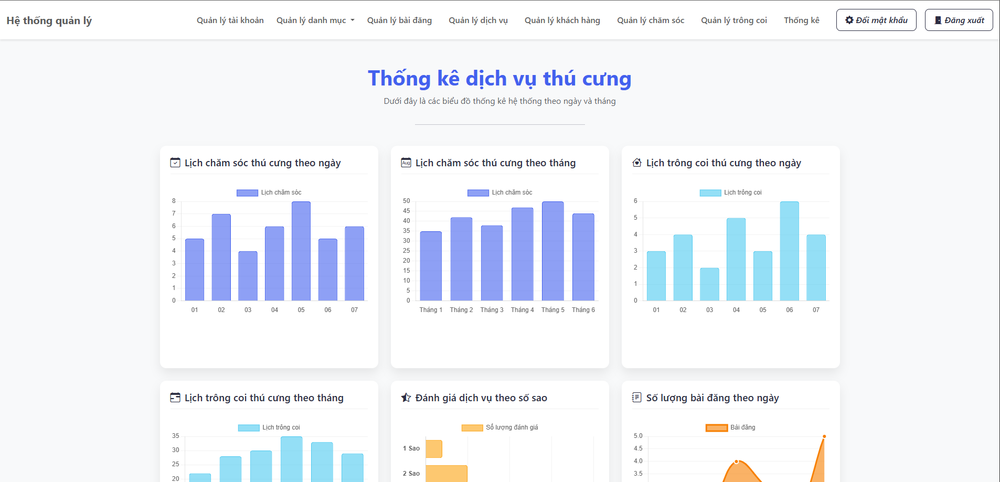 Hệ thống quản lý
Quản lý tài khoản Quản lý danh mục Quản lý bài đăng Quản lý dịch vụ Quản lý khách hàng Quản lý chăm sóc Quản lý trông coi Thống kê Đổi mật khẩu Đăng xuất
Thống kê dịch vụ thú cưng
Dưới đây là các biểu đồ thống kê hệ thống theo ngày và tháng
Lịch chăm sóc thú cưng theo ngày
Lịch chăm sóc
8
7
6
5
4
3
2
1
0
01 02 03 04 05 06 07
Aug
Lịch chăm sóc thú cưng theo tháng
Lịch chăm sóc
50
45
40
35
30
25
20
15
10
5
0
Tháng 1 Tháng 2 Tháng 3 Tháng 4 Tháng 5 Tháng 6
Lịch trông coi thú cưng theo ngày
Lịch trông coi
6
5
4
3
2
1
0
01 02 03 04 05 06 07
Lịch trông coi thú cưng theo tháng
Lịch trông coi
35
30
25
20
Đánh giá dịch vụ theo số sao
Số lượng đánh giá
1 Sao
2 Sao
Số lượng bài đăng theo ngày
Bài đăng
5.0
4.5
4.0
3.5